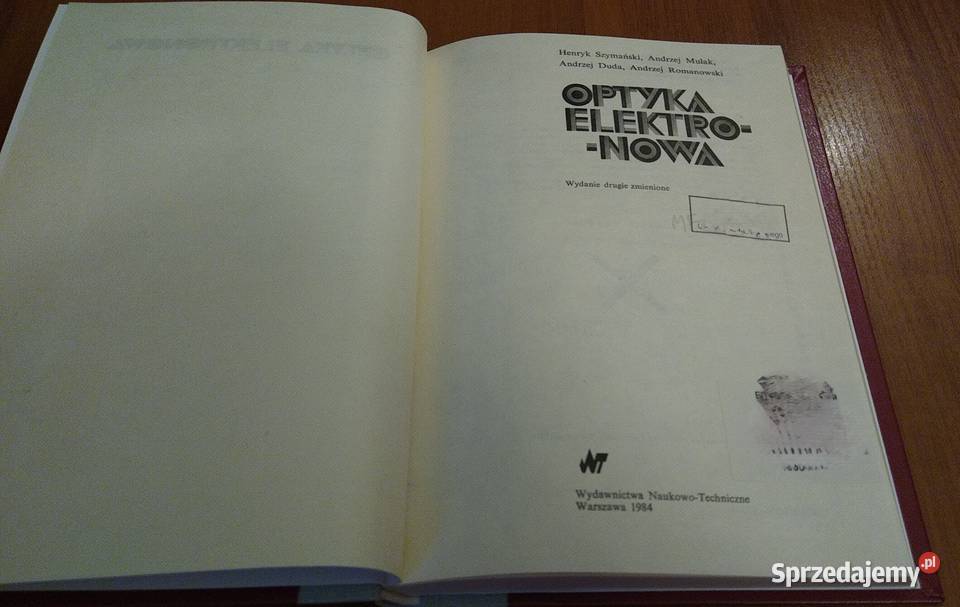 Henryk Szymański, Andrzej Mulak,
Andrzej Duda, Andrzej Romanowski
OPTYKA
ELEKTRO-
-NOWA
Wydanie drugie zmienione
WNT
Wydawnictwa Naukowo-Techniczne
Warszawa 1984
Sprzedajemy.pl